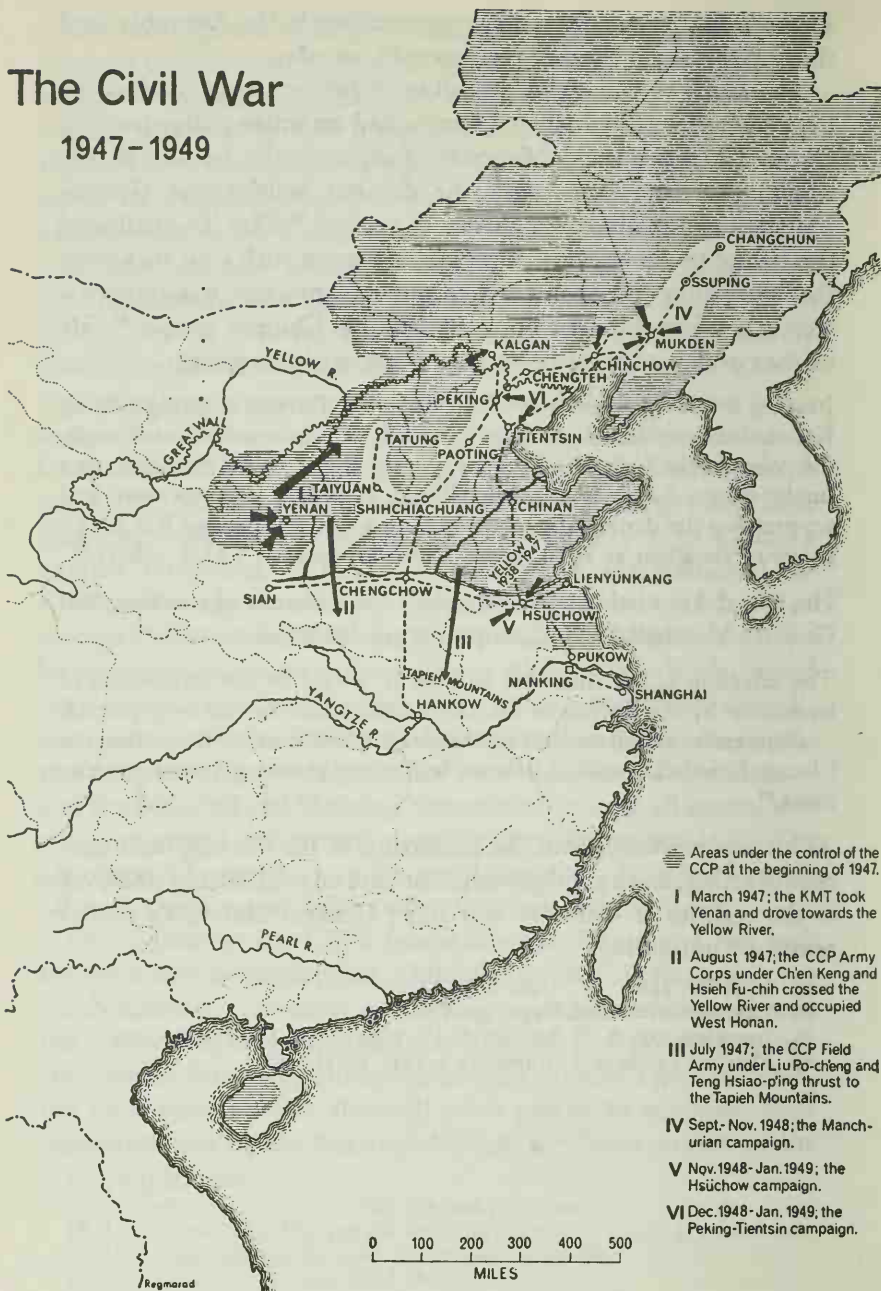 The Civil War
1947-1949
CHANGCHUN
SSUPING
IV
MUKDEN
KALGAN
CHINCHOW
CHENGTEH
PEKING
VI
YELLOW R.
GREAT WALL
TATUNG
PAOTING
TIENTSIN
TAIYÜAN
I
YENAN
SHIHCHIACHUANG
CHINAN
YELLOW R.
1938-1947
LIENYÜNKANG
SIAN
CHENGCHOW
II
HSÜCHOW
V
III
PUKOW
TAPIEH MOUNTAINS
NANKING
SHANGHAI
HANKOW
YANGTZE R.
PEARL R.
Areas under the control of the
CCP at the beginning of 1947.
I March 1947; the KMT took
Yenan and drove towards the
Yellow River.
II August 1947; the CCP Army
Corps under Ch'en Keng and
Hsieh Fu-chih crossed the
Yellow River and occupied
West Honan.
III July 1947; the CCP Field
Army under Liu Po-ch'eng and
Teng Hsiao-p'ing thrust to
the Tapieh Mountains.
IV Sept.- Nov. 1948; the Manch-
urian campaign.
V Nov. 1948- Jan. 1949; the
Hsüchow campaign.
VI Dec. 1948- Jan. 1949; the
Peking-Tientsin campaign.
0 100 200 300 400 500
MILES
Regmarad